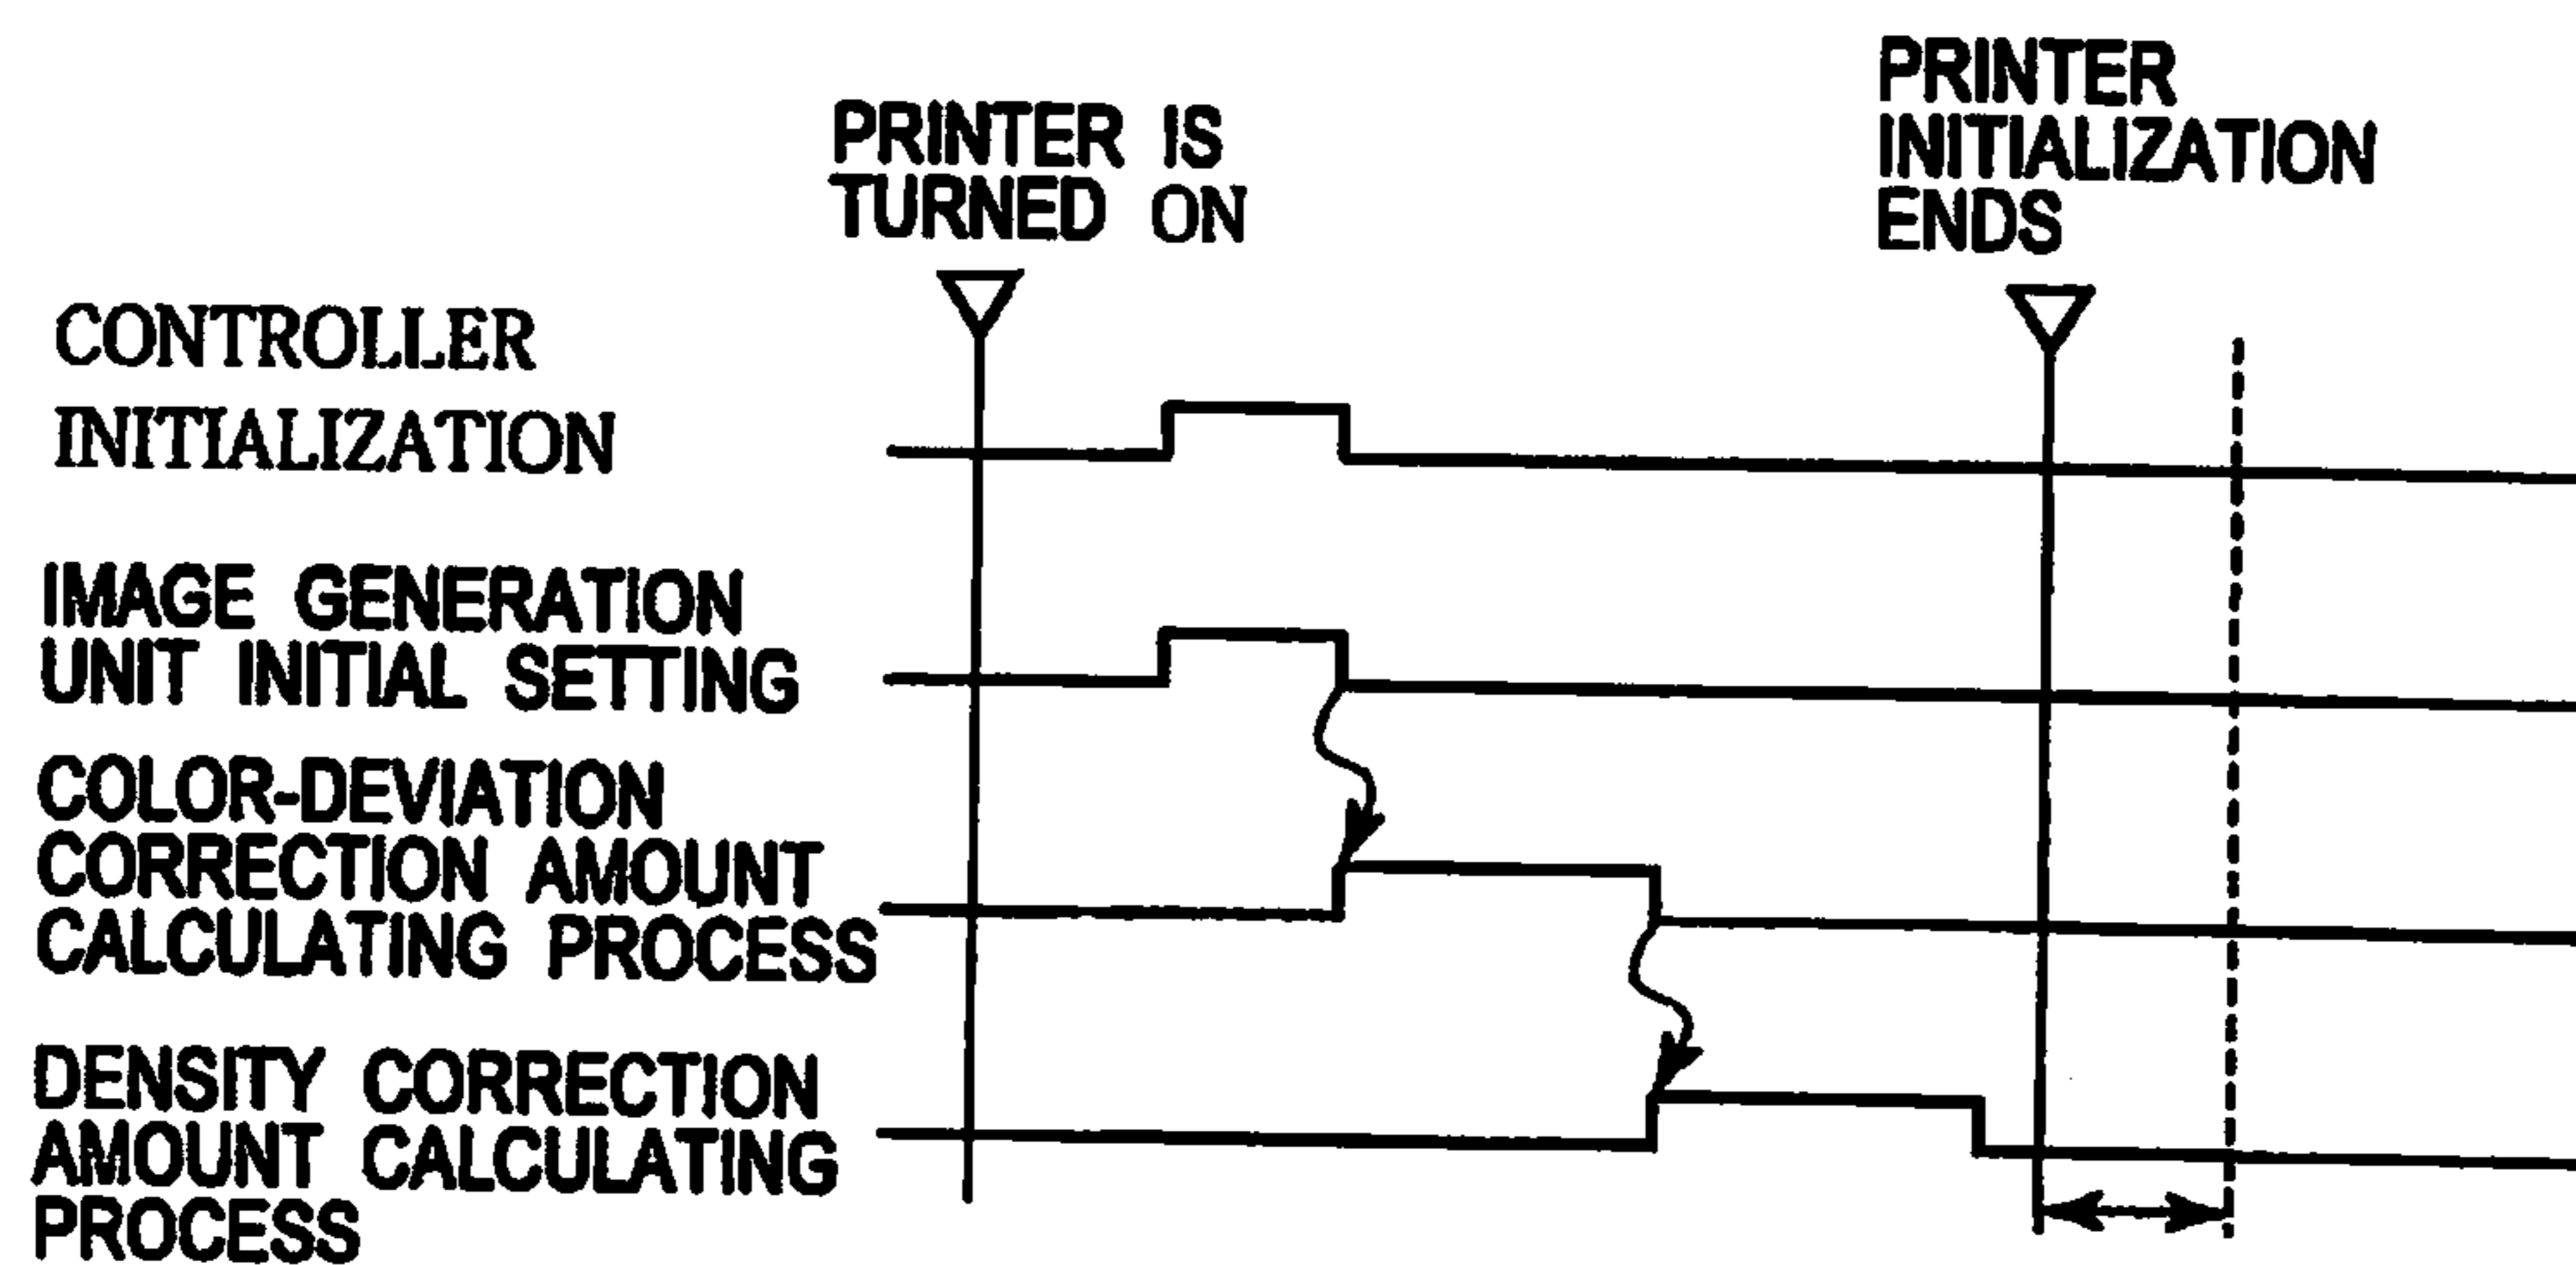 PRINTER IS
TURNED ON
PRINTER
INITIALIZATION
ENDS
CONTROLLER
INITIALIZATION
IMAGE GENERATION
UNIT INITIAL SETTING
COLOR-DEVIATION
CORRECTION AMOUNT
CALCULATING PROCESS
DENSITY CORRECTION
AMOUNT CALCULATING
PROCESS